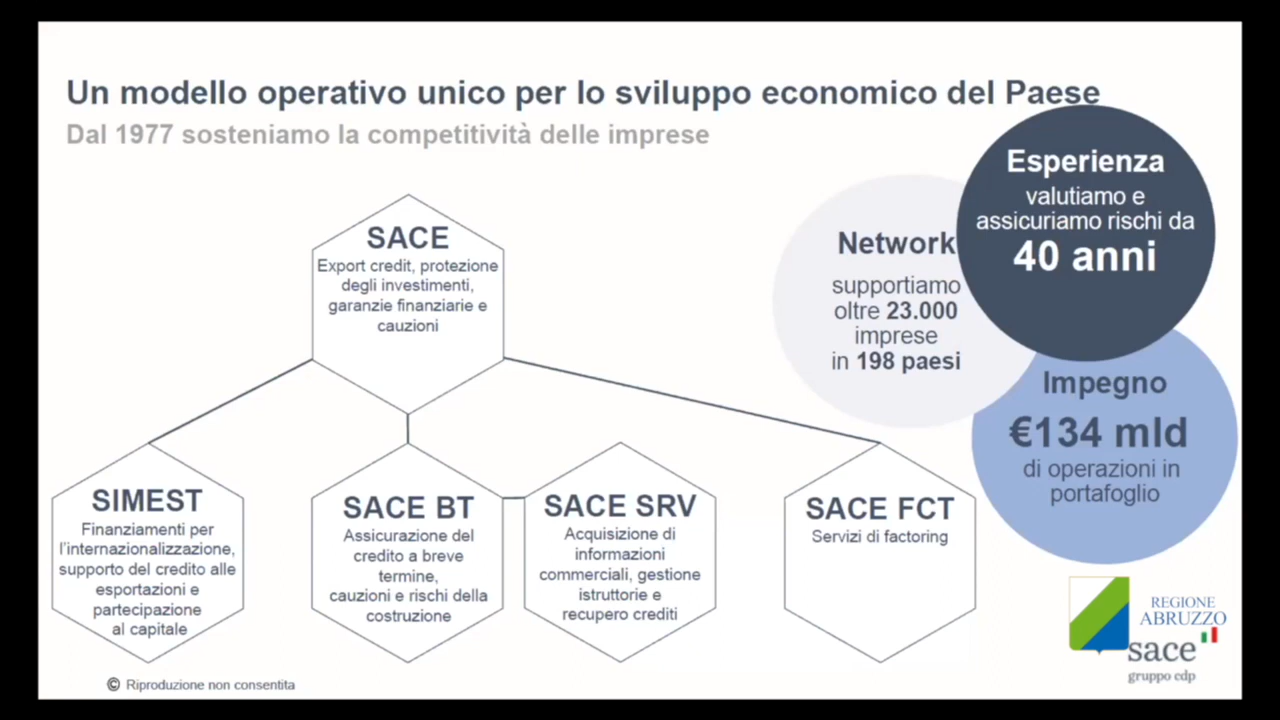 Un modello operativo unico per lo sviluppo economico del Paese
Dal 1977 sosteniamo la competitività delle imprese
SACE
Export credit, protezione
degli investimenti,
garanzie finanziarie e
cauzioni
Network
supportiamo
oltre 23.000
imprese
in 198 paesi
Esperienza
valutiamo e
assicuriamo rischi da
40 anni
Impegno
€134 mld
di operazioni in
portafoglio
SIMEST
Finanziamenti per
l'internazionalizzazione,
supporto del credito alle
esportazioni e
partecipazione
al capitale
SACE BT
Assicurazione del
credito a breve
termine,
cauzioni e rischi della
costruzione
SACE SRV
Acquisizione di
informazioni
commerciali, gestione
istruttorie e
recupero crediti
SACE FCT
Servizi di factoring
REGIONE
ABRUZZO
sace
gruppo cdp
© Riproduzione non consentita